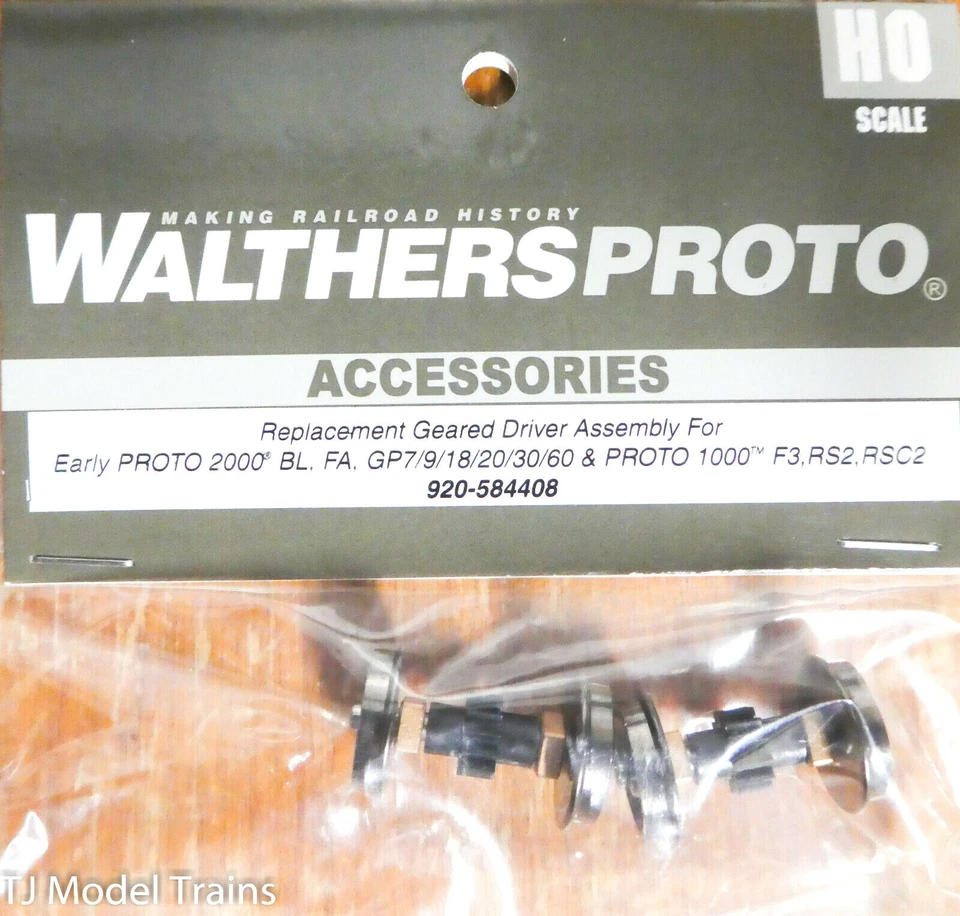 HO
SCALE
MAKING RAILROAD HISTORY
WALTHERSPROTO®
ACCESSORIES
Replacement Geared Driver Assembly For
Early PROTO 2000® BL, FA, GP7/9/18/20/30/60 & PROTO 1000™ F3,RS2,RSC2
920-584408
TJ Model Trains